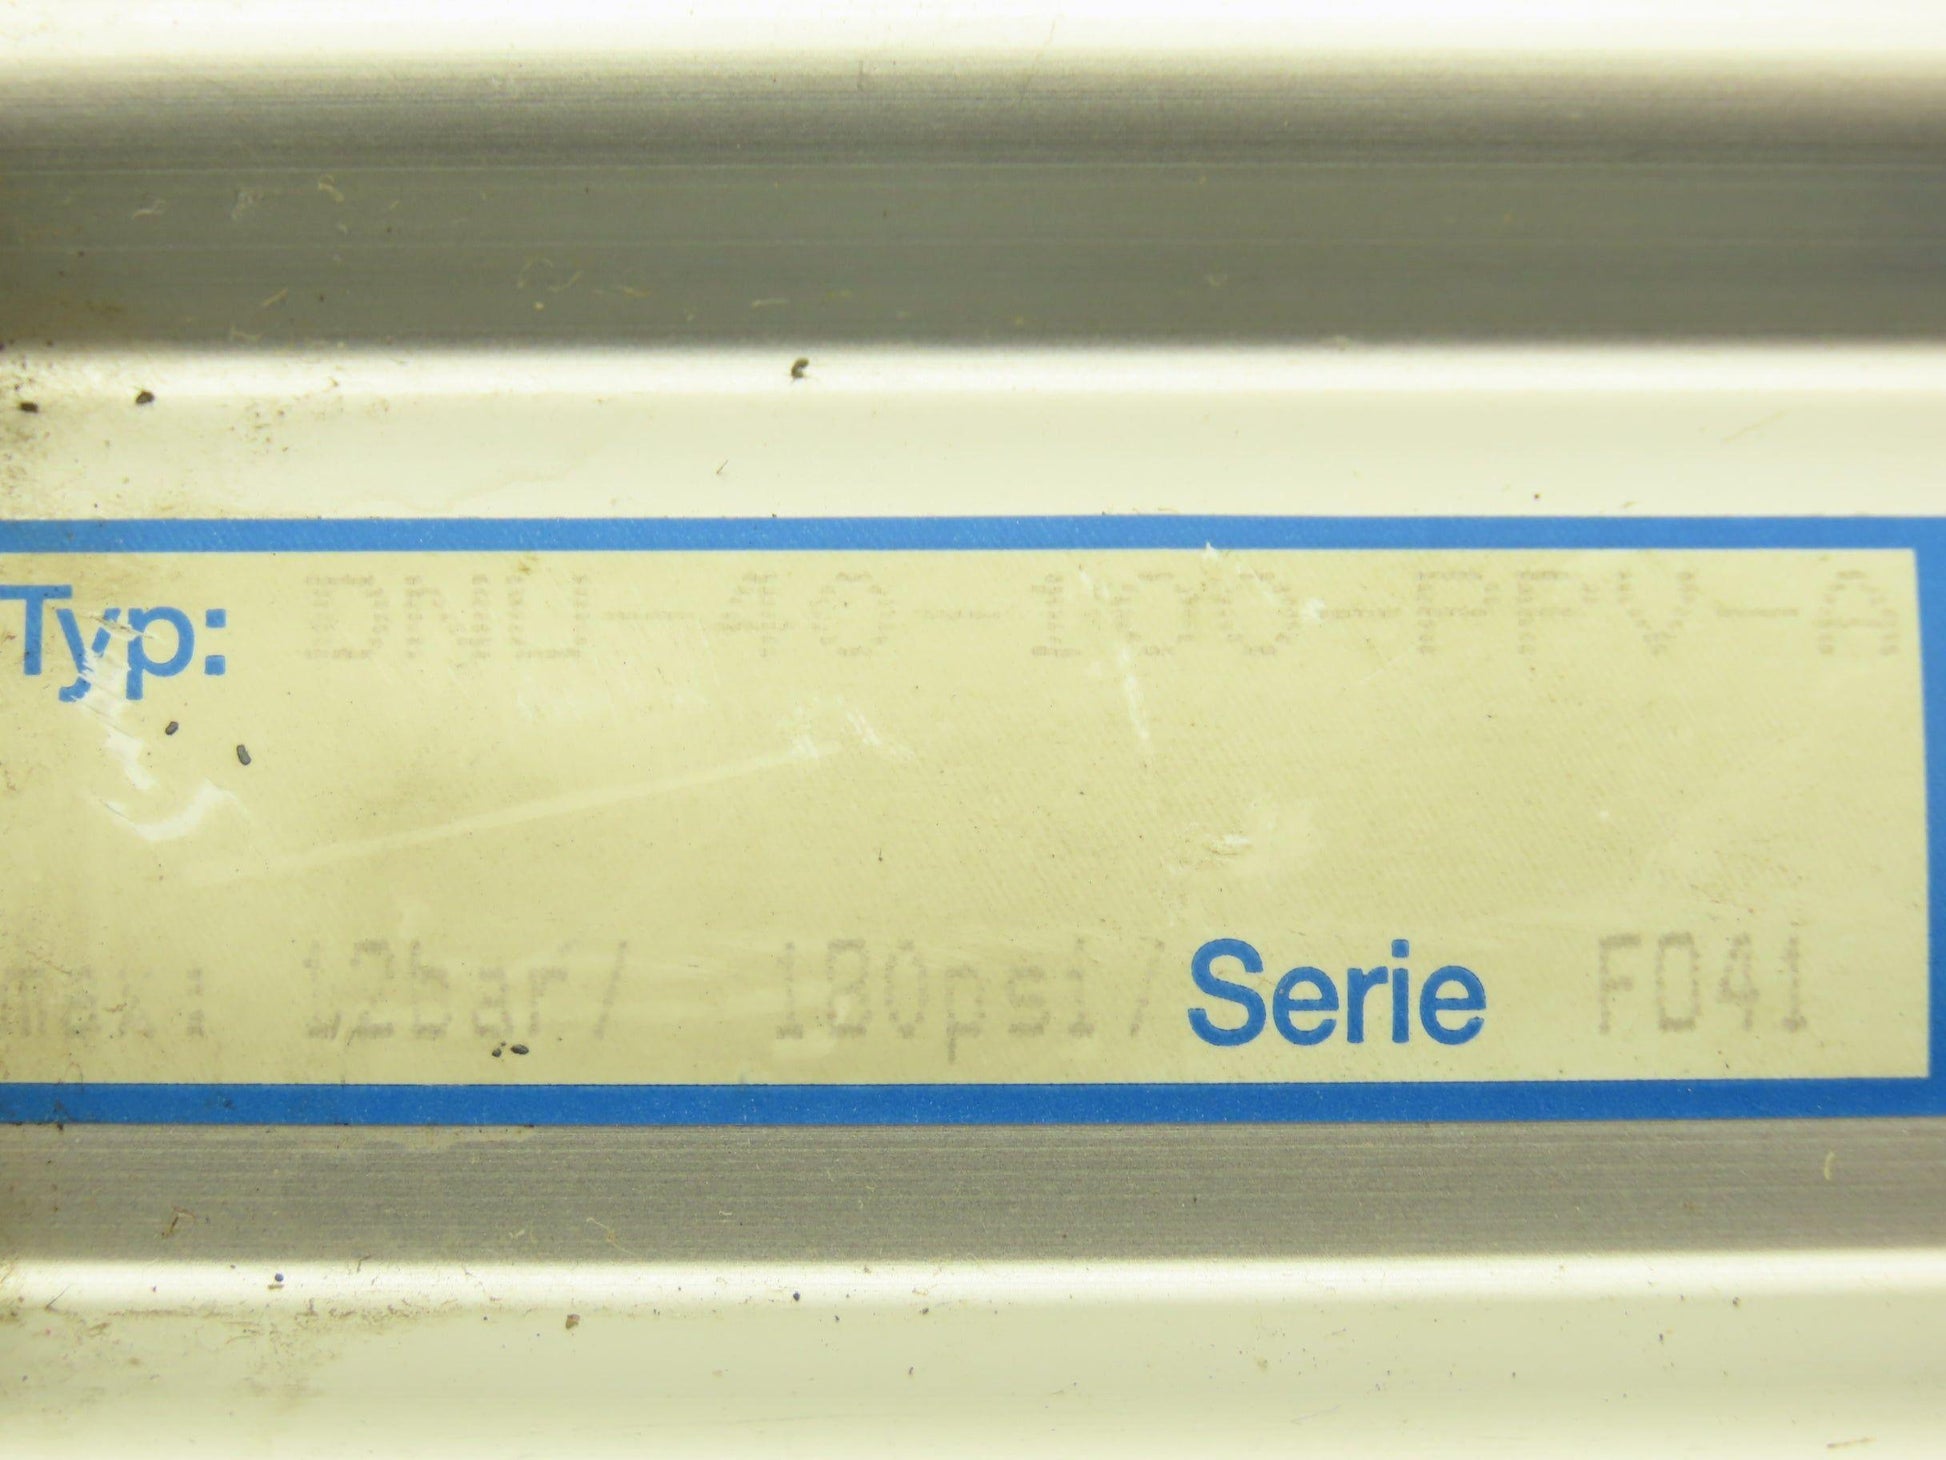 Typ: DNU-40-100-PPV-A
max: 12bar/ 180psi/ Serie F041